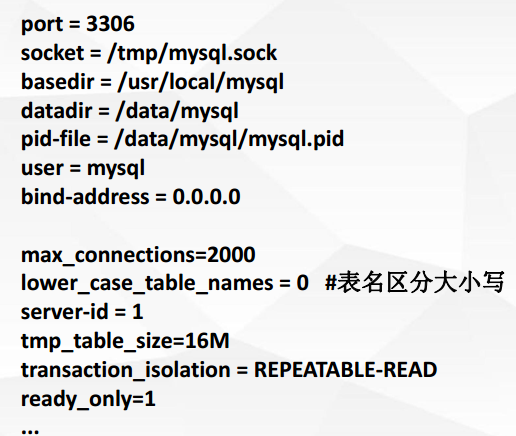 port = 3306
socket = /tmp/mysql.sock
basedir = /usr/local/mysql
datadir = /data/mysql
pid-file = /data/mysql/mysql.pid
user = mysql
bind-address = 0.0.0.0
max_connections=2000
lower_case_table_names = 0 #表名区分大小写
server-id = 1
tmp_table_size=16M
transaction_isolation = REPEATABLE-READ
ready_only=1
...